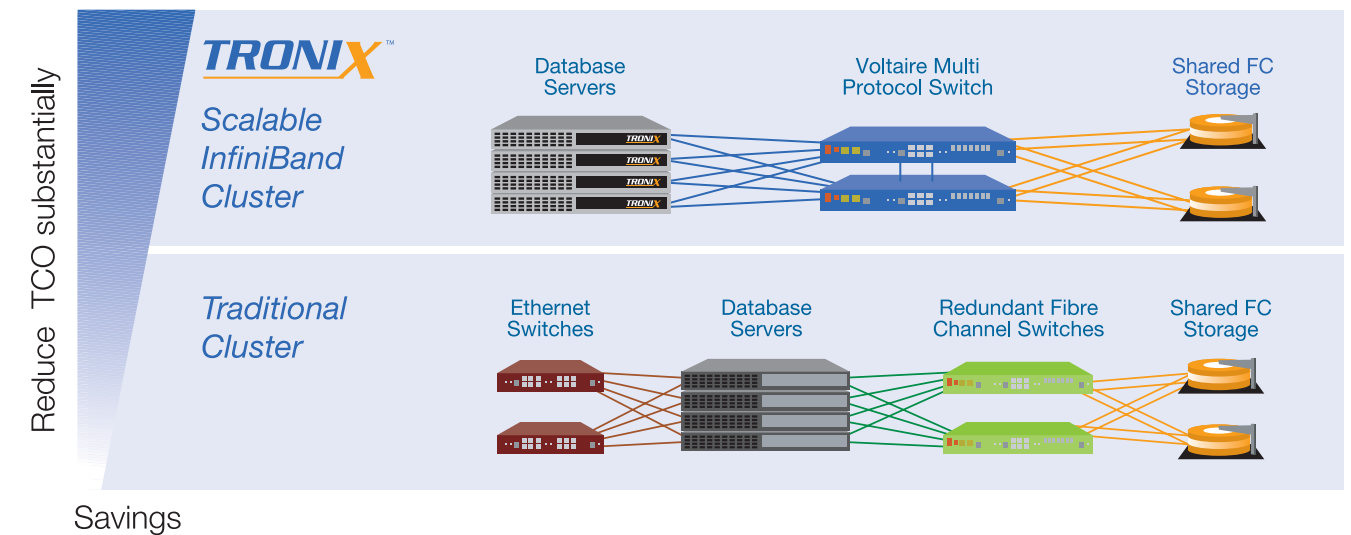 Reduce TCO substantially
TRONIX™
Scalable
InfiniBand
Cluster
Database
Servers
Voltaire Multi
Protocol Switch
Shared FC
Storage
TRONIX
TRONIX
TRONIX
TRONIX
Traditional
Cluster
Ethernet
Switches
Database
Servers
Redundant Fibre
Channel Switches
Shared FC
Storage
Savings